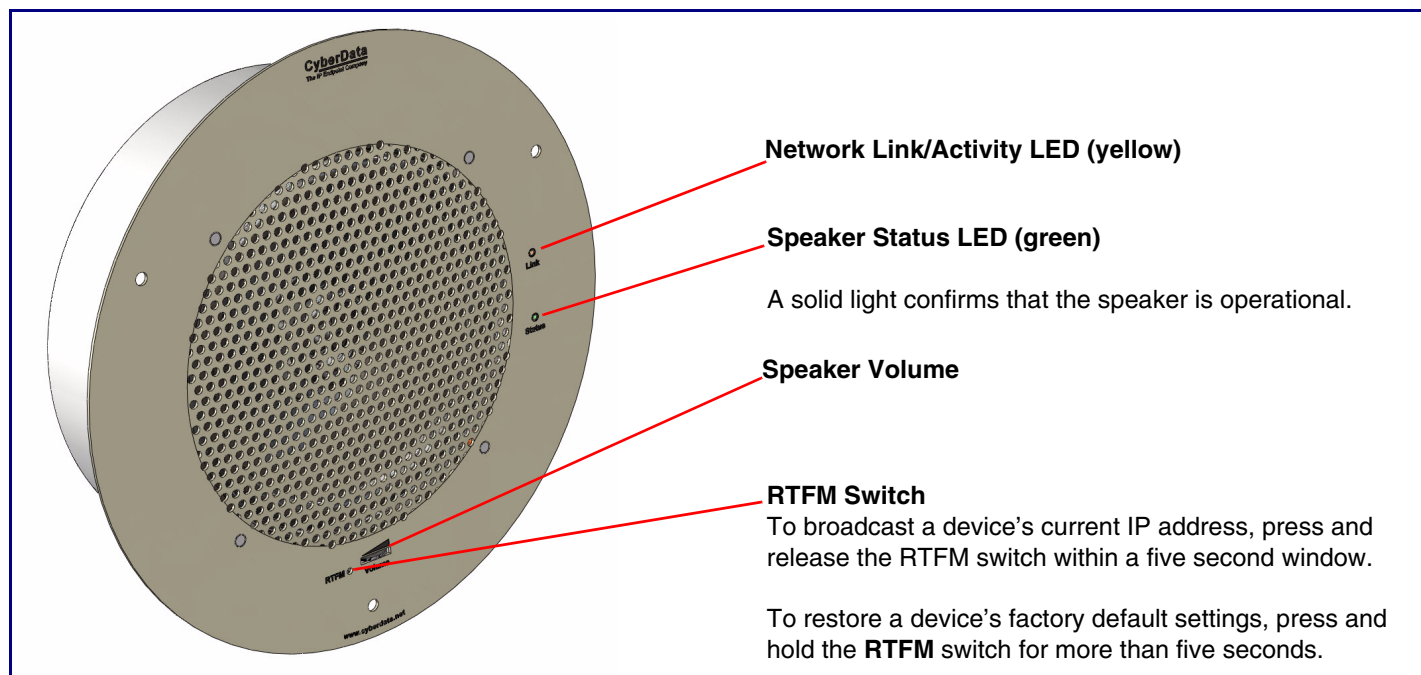 CyberData
The IP Endpoint Company
Network Link/Activity LED (yellow)
Speaker Status LED (green)
Link
A solid light confirms that the speaker is operational.
Status
Speaker Volume
RTFM Switch
To broadcast a device’s current IP address, press and
release the RTFM switch within a five second window.
RTFM
Volume
www.cyberdata.net
To restore a device’s factory default settings, press and
hold the RTFM switch for more than five seconds.